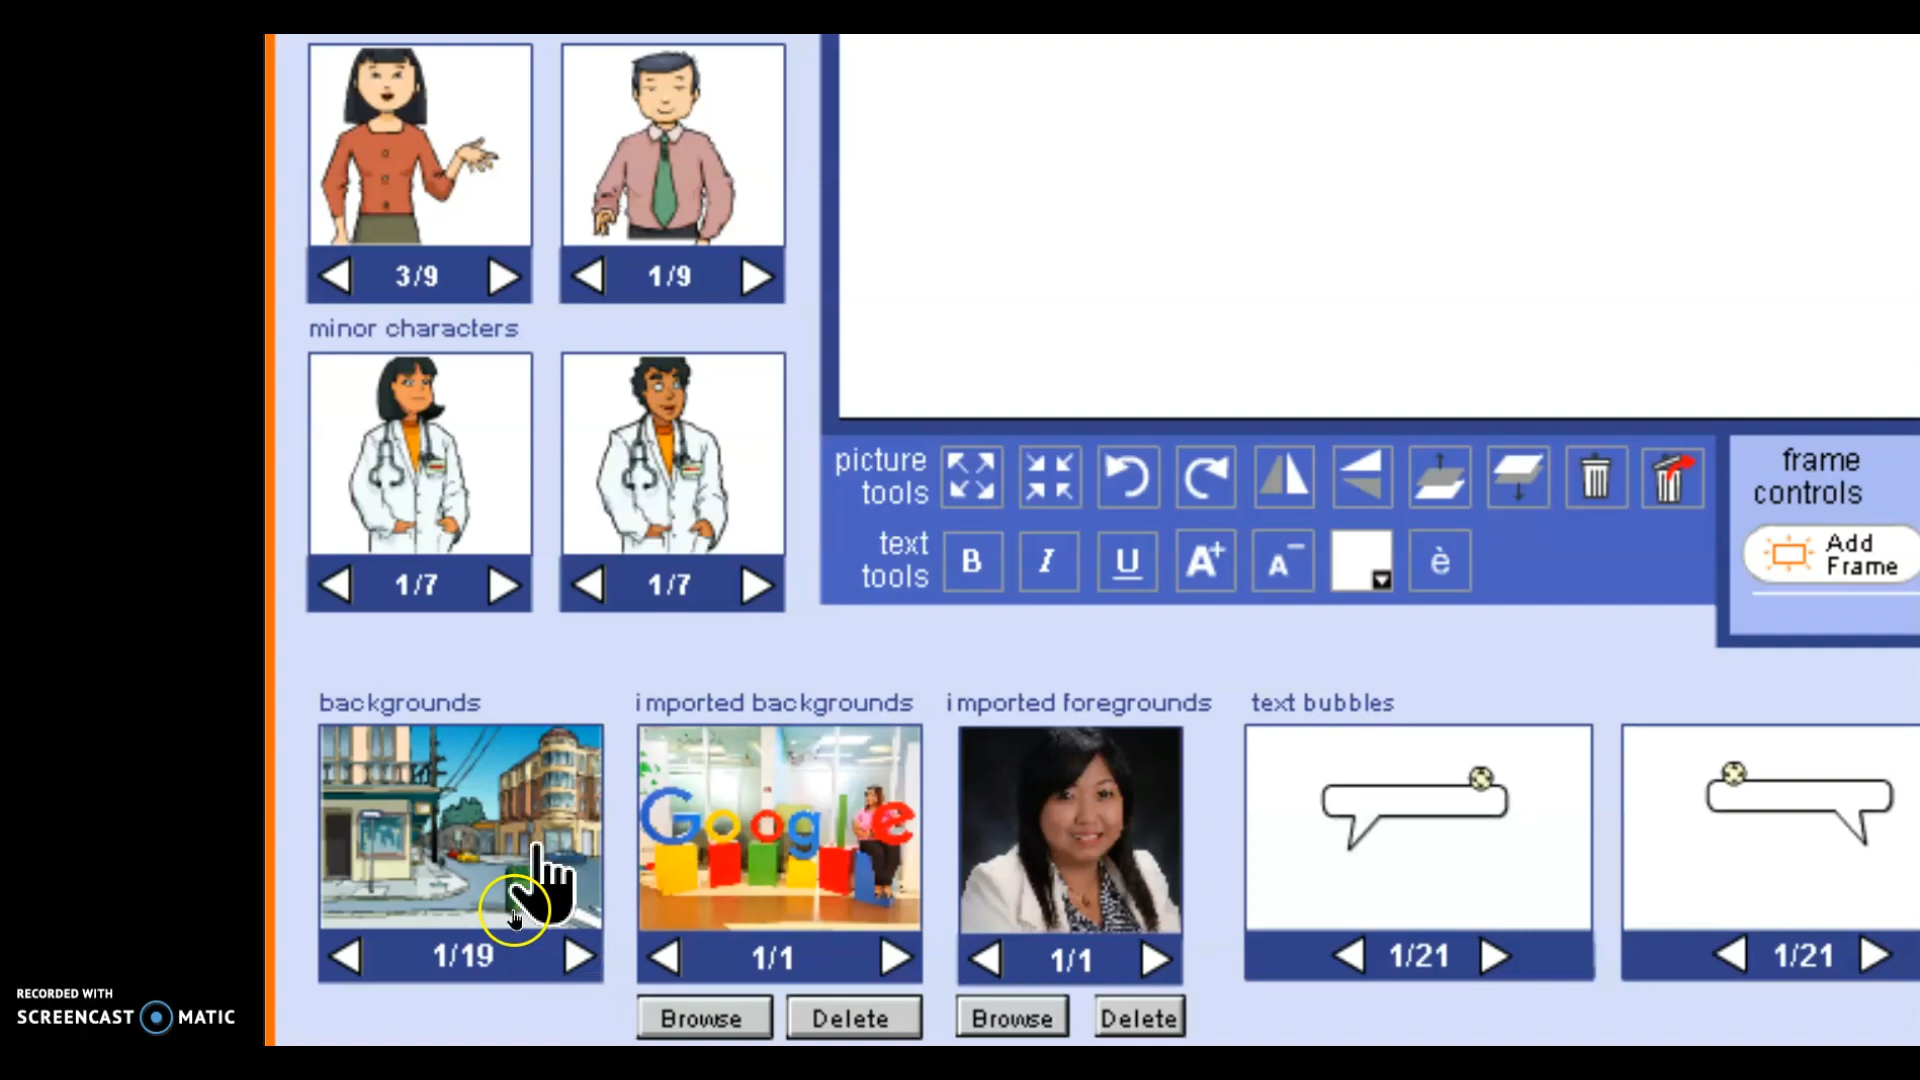 3/9
1/9
minor characters
1/7
1/7
picture tools
text tools
B
I
U
A+
A-
è
frame controls
Add Frame
backgrounds
imported backgrounds
imported foregrounds
text bubbles
Google
1/19
1/1
1/1
1/21
1/21
Browse
Delete
Browse
Delete
RECORDED WITH
SCREENCAST MATIC